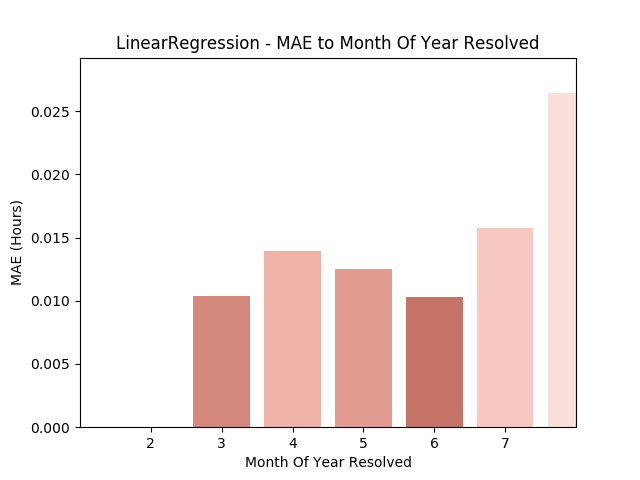 LinearRegression - MAE to Month Of Year Resolved
MAE (Hours)
0.025
0.020
0.015
0.010
0.005
0.000
2 3 4 5 6 7
Month Of Year Resolved